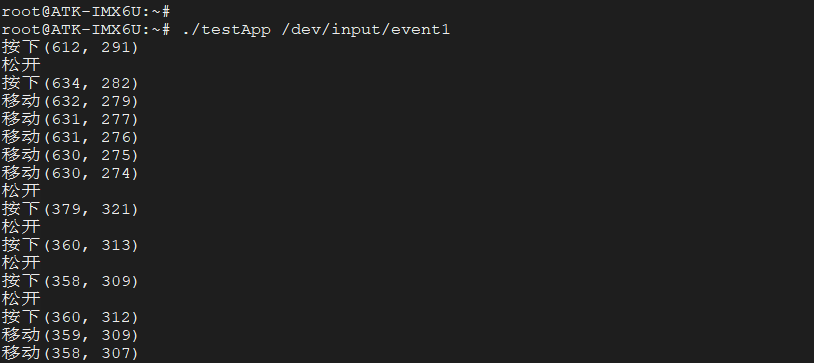 root@ATK-IMX6U:~#
root@ATK-IMX6U:~# ./testApp /dev/input/event1
按下(612, 291)
松开
按下(634, 282)
移动(632, 279)
移动(631, 277)
移动(631, 276)
移动(630, 275)
移动(630, 274)
松开
按下(379, 321)
松开
按下(360, 313)
松开
按下(358, 309)
松开
按下(360, 312)
移动(359, 309)
移动(358, 307)